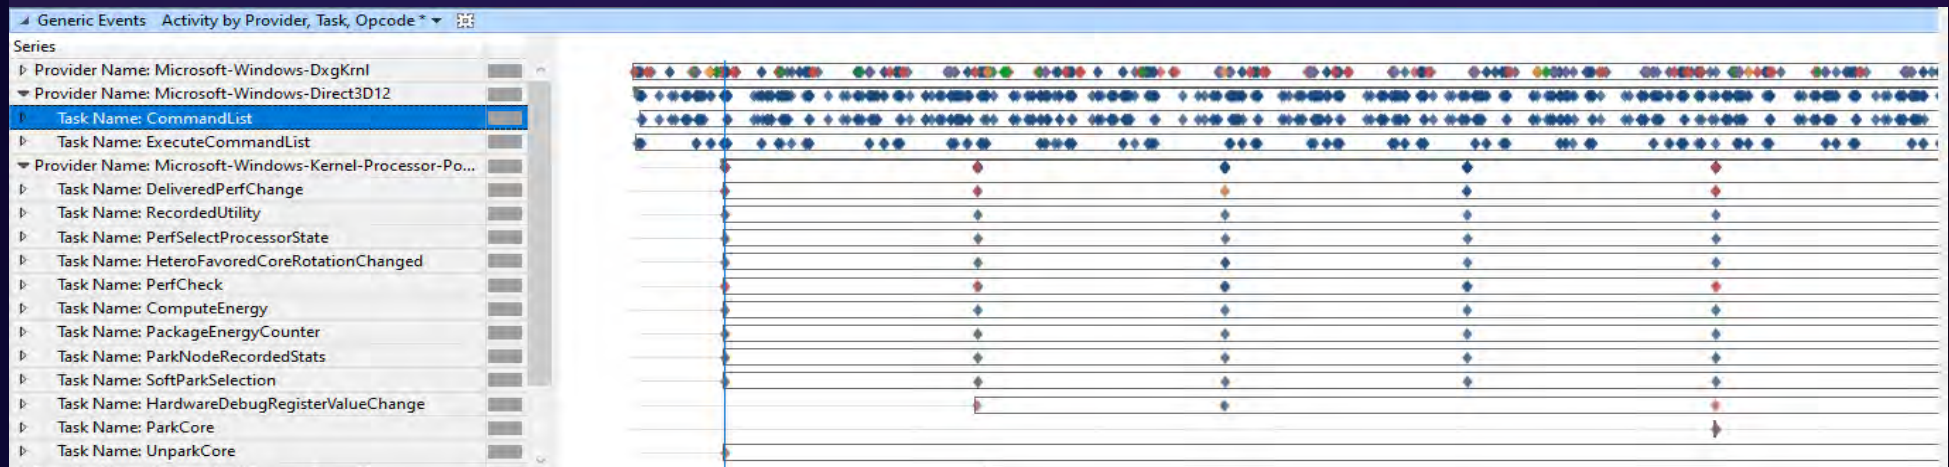 Generic Events Activity by Provider, Task, Opcode *
Series
Provider Name: Microsoft-Windows-DxgKrnl
Provider Name: Microsoft-Windows-Direct3D12
Task Name: CommandList
Task Name: ExecuteCommandList
Provider Name: Microsoft-Windows-Kernel-Processor-Po...
Task Name: DeliveredPerfChange
Task Name: RecordedUtility
Task Name: PerfSelectProcessorState
Task Name: HeteroFavoredCoreRotationChanged
Task Name: PerfCheck
Task Name: ComputeEnergy
Task Name: PackageEnergyCounter
Task Name: ParkNodeRecordedStats
Task Name: SoftParkSelection
Task Name: HardwareDebugRegisterValueChange
Task Name: ParkCore
Task Name: UnparkCore